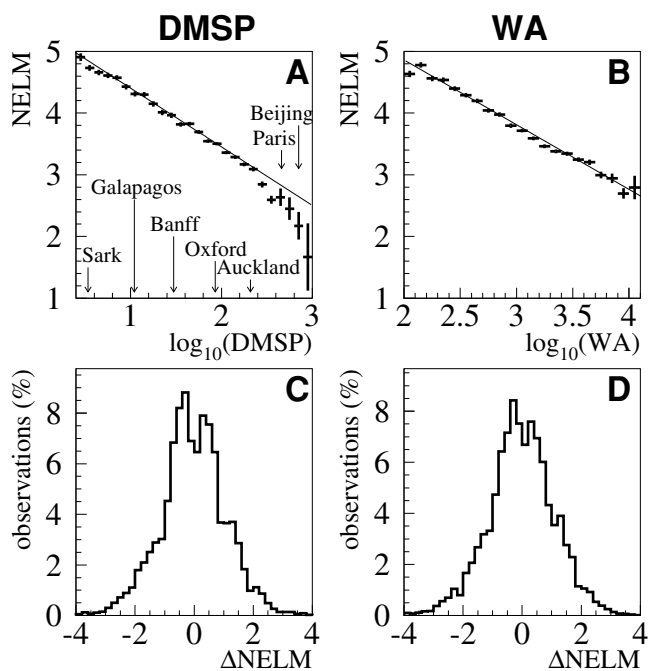 DMSP
WA
NELM
5
4
3
2
1
A
Beijing
Paris
Galapagos
Banff
Sark
Oxford
Auckland
1
2
3
log10(DMSP)
NELM
5
4
3
2
1
B
2
2.5
3
3.5
4
log10(WA)
observations (%)
8
6
4
2
0
C
-4
-2
0
2
4
ΔNELM
observations (%)
8
6
4
2
0
D
-4
-2
0
2
4
ΔNELM